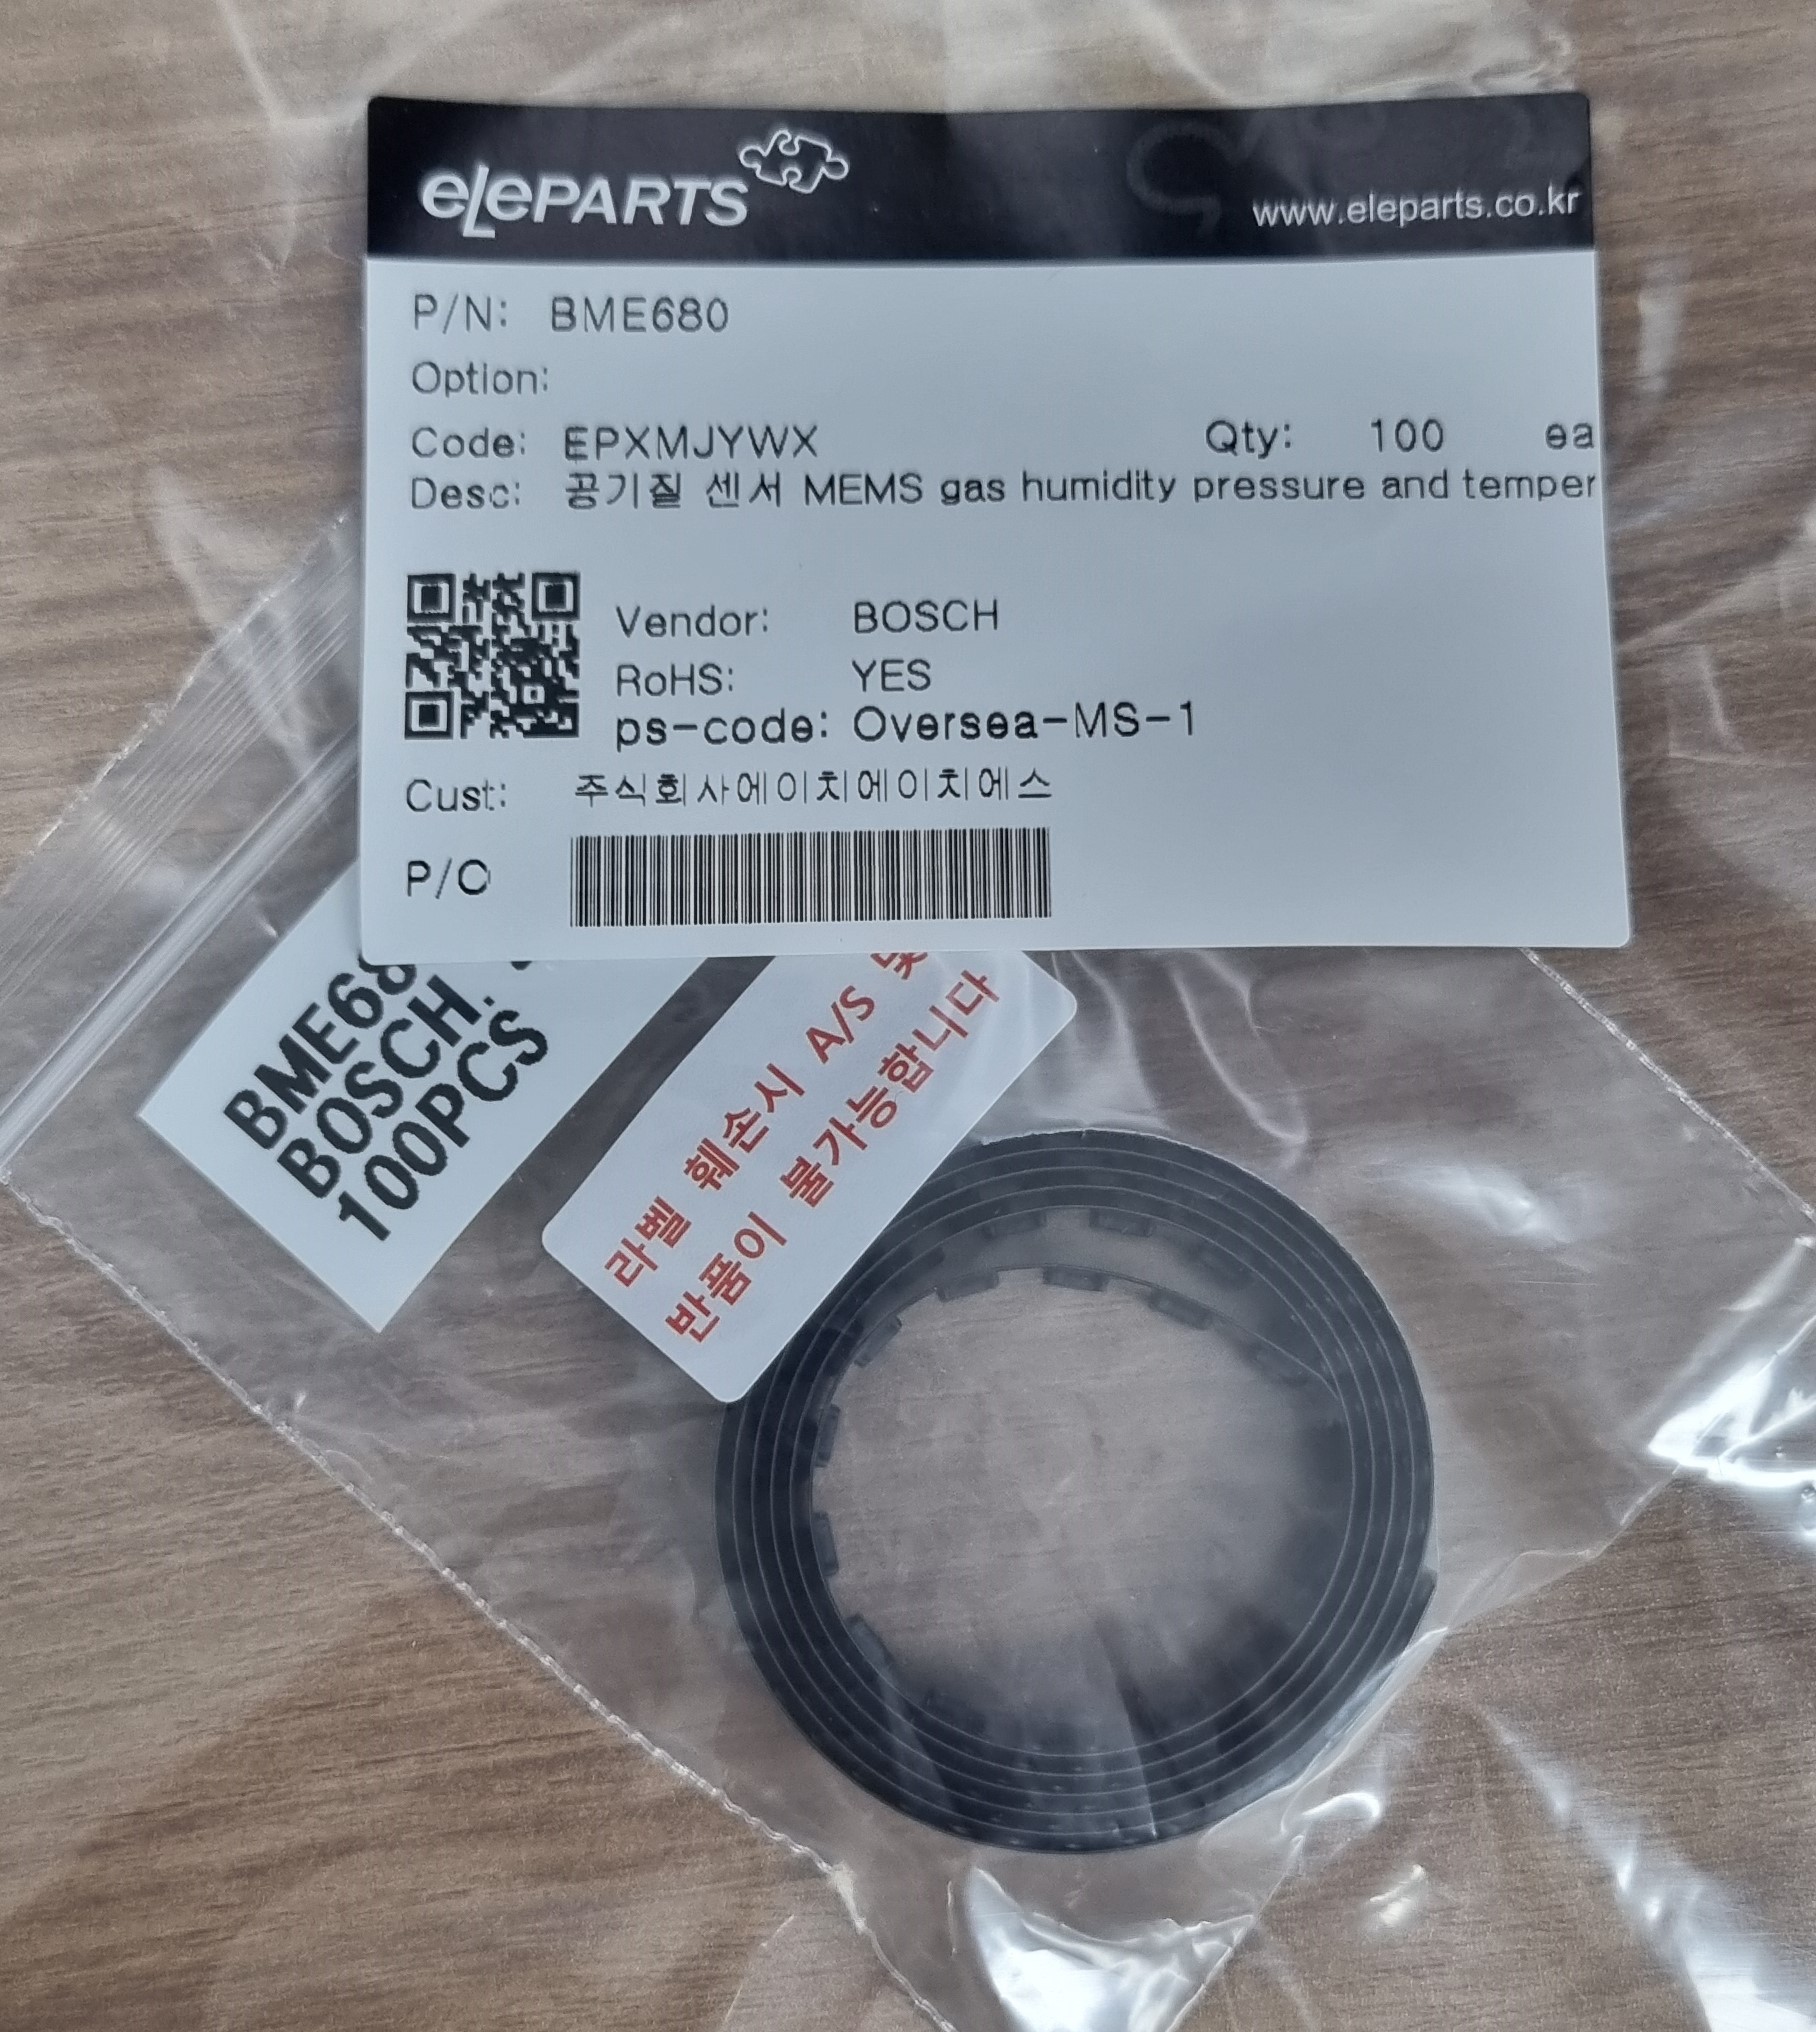 eLePARTS
www.eleparts.co.kr
P/N: BME680
Option:
Code: EPXMJYWX Qty: 100 ea
Desc: 공기질 센서 MEMS gas humidity pressure and temper
Vendor: BOSCH
RoHS: YES
ps-code: Oversea-MS-1
Cust: 주식회사에이치에이치에스
P/O
BME68
BOSCH.
100PCS
라벨 훼손시 A/S 및
반품이 불가능합니다